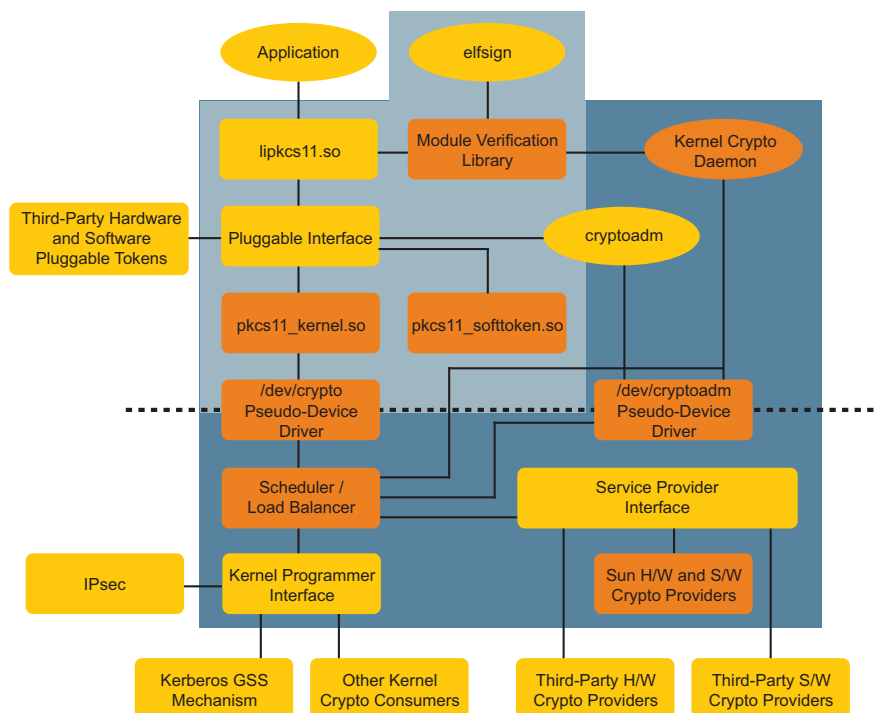 Application
elfsign
lipkcs11.so
Module Verification
Library
Kernel Crypto
Daemon
Third-Party Hardware
and Software
Pluggable Tokens
Pluggable Interface
cryptoadm
pkcs11_kernel.so
pkcs11_softtoken.so
/dev/crypto
Pseudo-Device
Driver
/dev/cryptoadm
Pseudo-Device
Driver
Scheduler /
Load Balancer
Service Provider
Interface
IPsec
Kernel Programmer
Interface
Sun H/W and S/W
Crypto Providers
Kerberos GSS
Mechanism
Other Kernel
Crypto Consumers
Third-Party H/W
Crypto Providers
Third-Party S/W
Crypto Providers